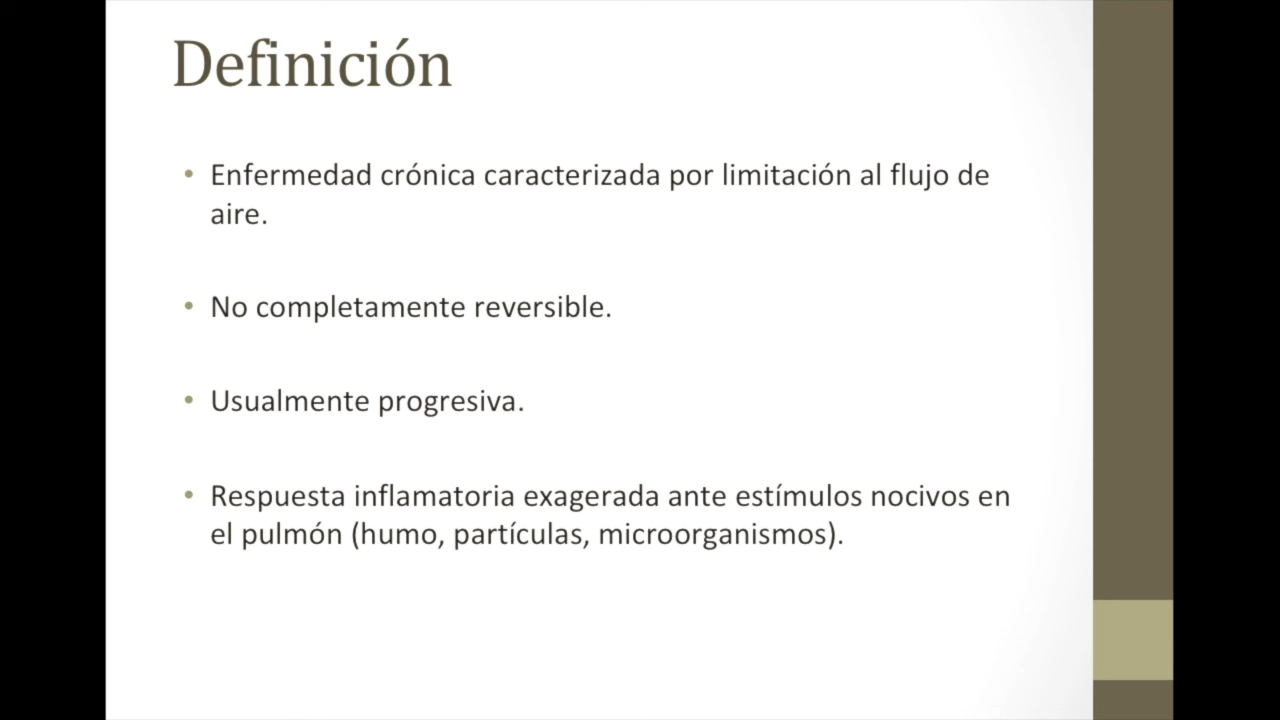 Definición
• Enfermedad crónica caracterizada por limitación al flujo de
aire.
• No completamente reversible.
• Usualmente progresiva.
• Respuesta inflamatoria exagerada ante estímulos nocivos en
el pulmón (humo, partículas, microorganismos).